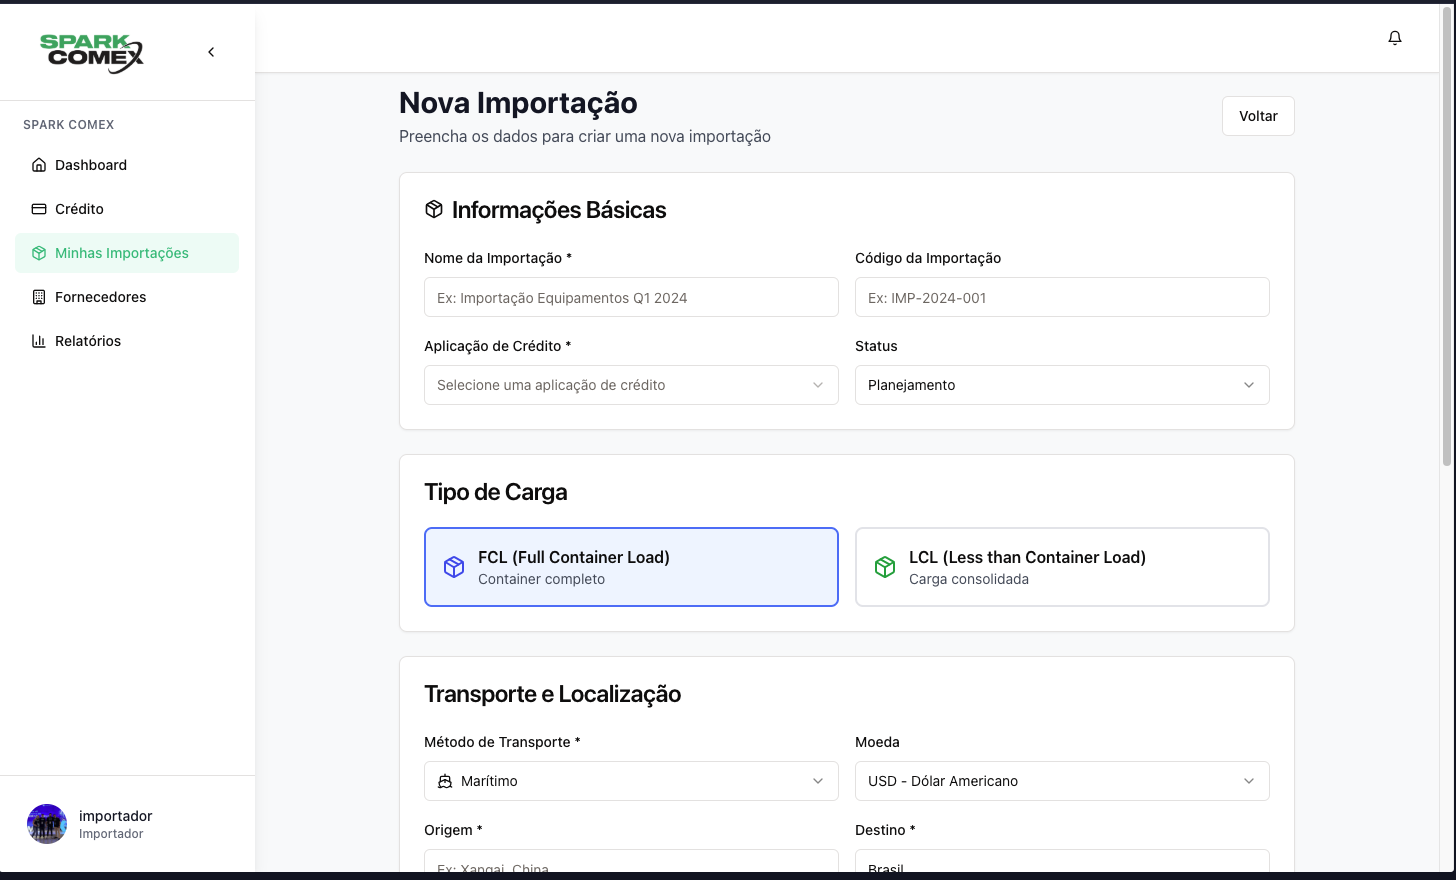 SPARK
COMEX
SPARK COMEX
Dashboard
Crédito
Minhas Importações
Fornecedores
Relatórios
importador
Importador
Nova Importação
Preencha os dados para criar uma nova importação
Voltar
Informações Básicas
Nome da Importação *
Código da Importação
Ex: Importação Equipamentos Q1 2024
Ex: IMP-2024-001
Aplicação de Crédito *
Status
Selecione uma aplicação de crédito
Planejamento
Tipo de Carga
FCL (Full Container Load)
Container completo
LCL (Less than Container Load)
Carga consolidada
Transporte e Localização
Método de Transporte *
Moeda
Marítimo
USD - Dólar Americano
Origem *
Destino *
Ex: Xangai, China
Brasil